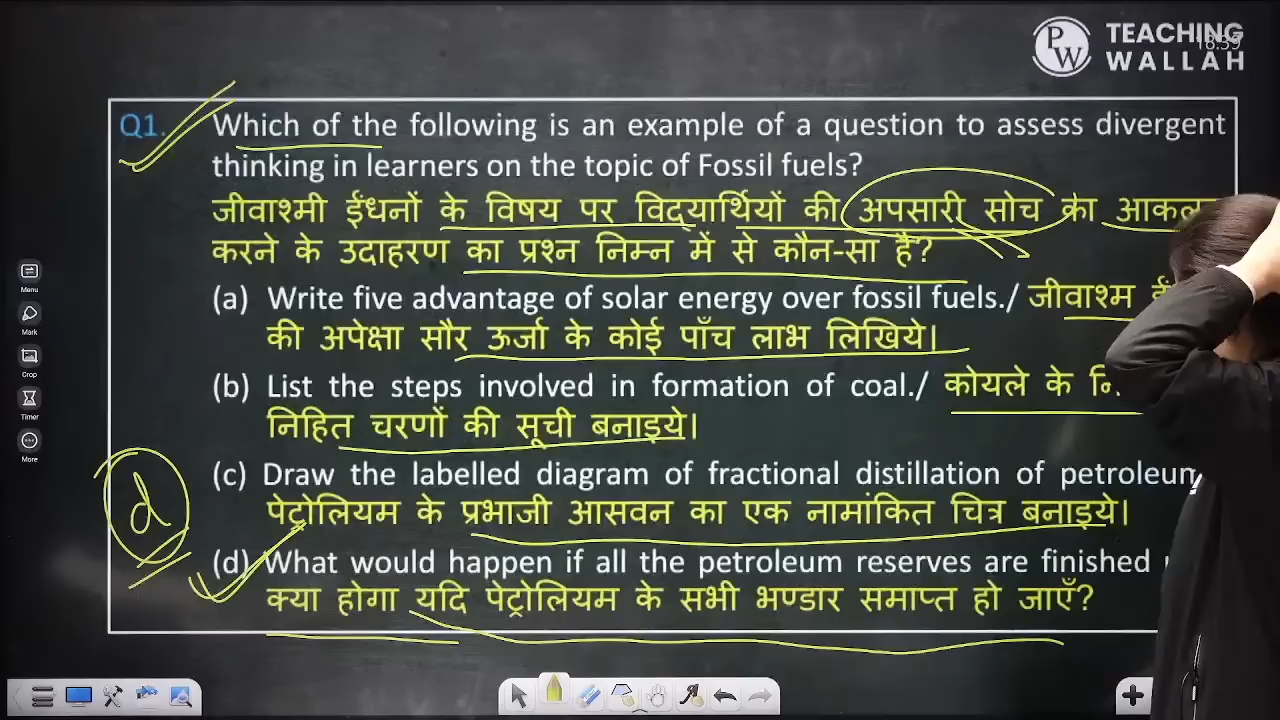 TEACHING
WALLAH
PW
18:39
Q1. Which of the following is an example of a question to assess divergent
thinking in learners on the topic of Fossil fuels?
जीवाश्मी ईंधनों के विषय पर विद्यार्थियों की अपसारी सोच का आकलन
करने के उदाहरण का प्रश्न निम्न में से कौन-सा है?
(a) Write five advantage of solar energy over fossil fuels./ जीवाश्म
की अपेक्षा सौर ऊर्जा के कोई पाँच लाभ लिखिये।
(b) List the steps involved in formation of coal./ कोयले के
निहित चरणों की सूची बनाइये।
(c) Draw the labelled diagram of fractional distillation of petroleum
पेट्रोलियम के प्रभाजी आसवन का एक नामांकित चित्र बनाइये।
(d) What would happen if all the petroleum reserves are finished
क्या होगा यदि पेट्रोलियम के सभी भण्डार समाप्त हो जाएँ?
d
Menu
Mark
Crop
Timer
More